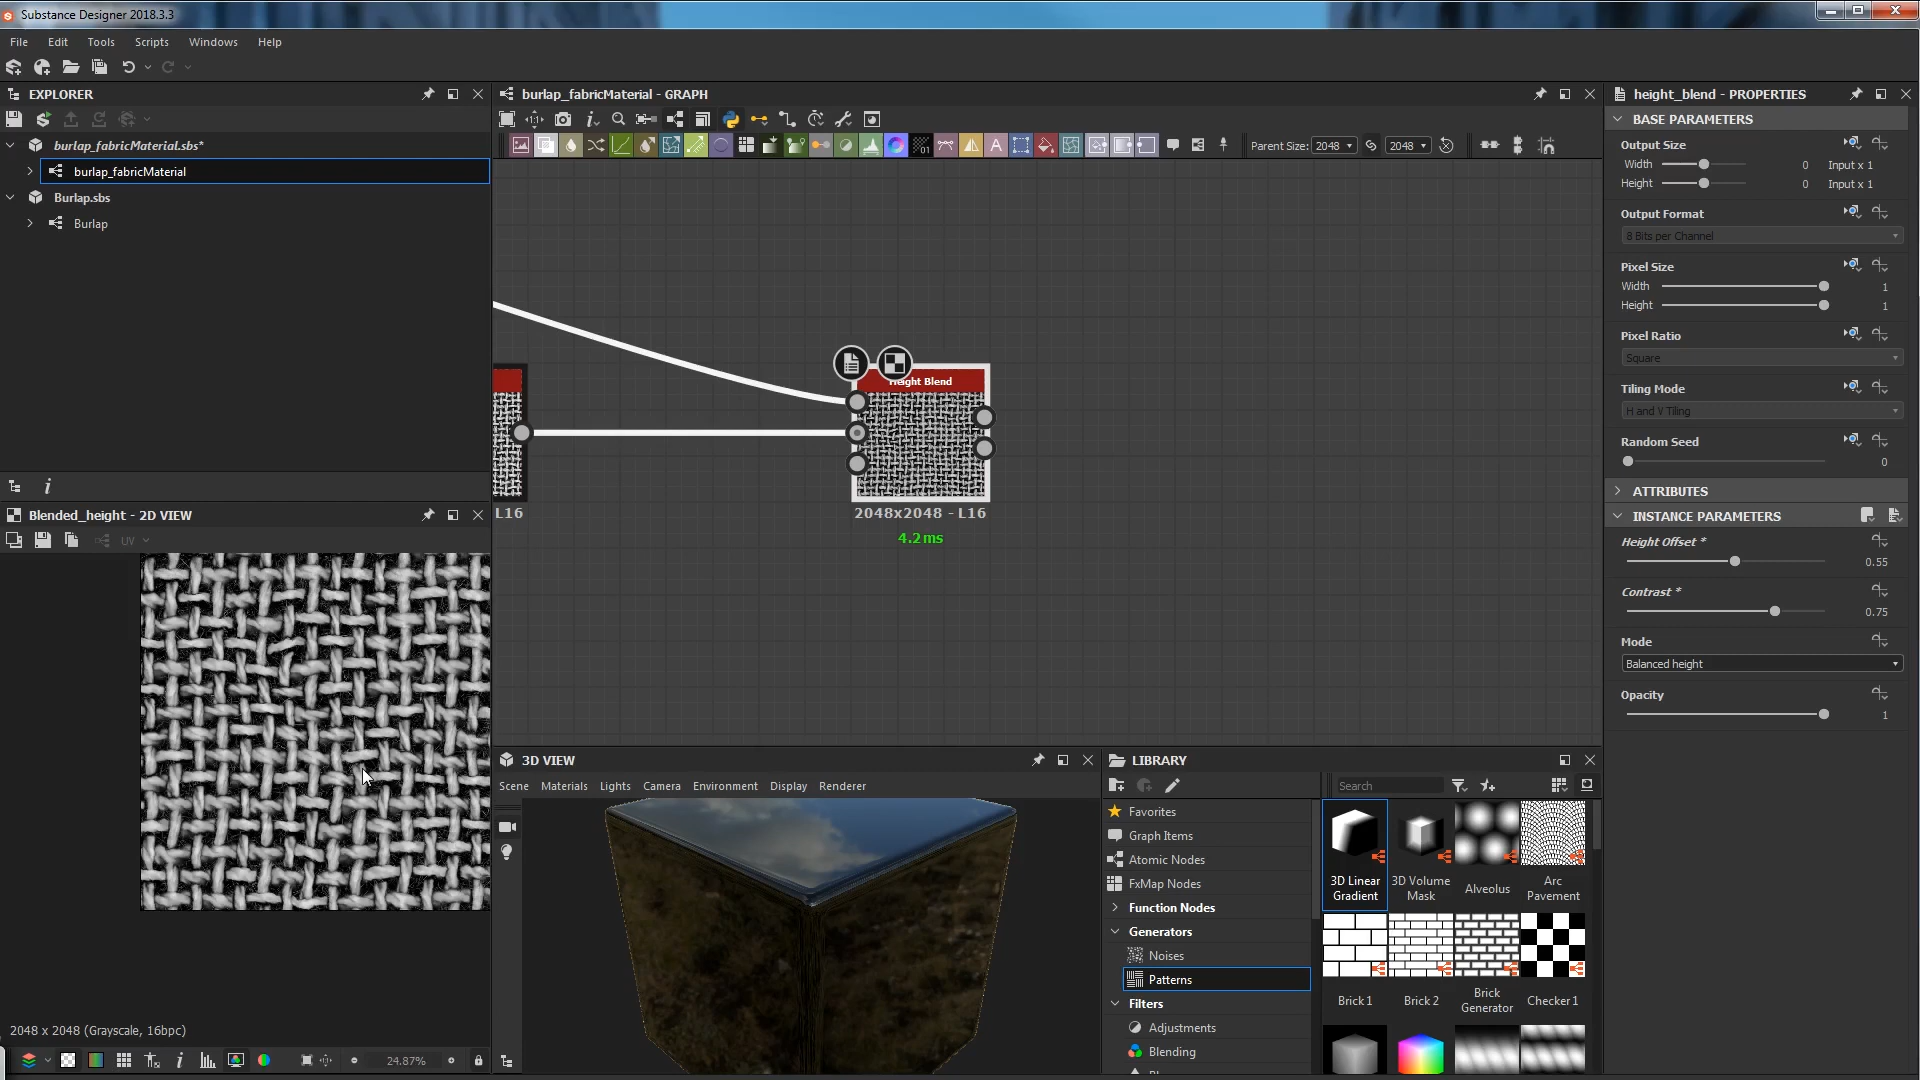 Substance Designer 2018.3.3
File Edit Tools Scripts Windows Help
EXPLORER
burlap_fabricMaterial.sbs*
burlap_fabricMaterial
Burlap.sbs
Burlap
Blended_height - 2D VIEW
UV
2048 x 2048 (Grayscale, 16bpc)
24.87%
burlap_fabricMaterial - GRAPH
Parent Size: 2048 2048
L16
Height Blend
2048x2048 - L16
4.2ms
3D VIEW
Scene Materials Lights Camera Environment Display Renderer
LIBRARY
Search
Favorites
Graph Items
Atomic Nodes
FxMap Nodes
Function Nodes
Generators
Noises
Patterns
Filters
Adjustments
Blending
3D Linear Gradient
3D Volume Mask
Alveolus
Arc Pavement
Brick 1
Brick 2
Brick Generator
Checker 1
height_blend - PROPERTIES
BASE PARAMETERS
Output Size
Width 0 Input x 1
Height 0 Input x 1
Output Format
8 Bits per Channel
Pixel Size
Width 1
Height 1
Pixel Ratio
Square
Tiling Mode
H and V Tiling
Random Seed
0
ATTRIBUTES
INSTANCE PARAMETERS
Height Offset *
0.55
Contrast *
0.75
Mode
Balanced height
Opacity
1